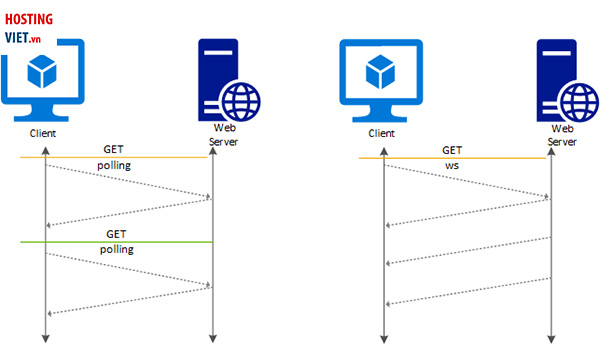 HOSTING
VIET.vn
Client
Web
Server
GET
polling
GET
polling
Client
Web
Server
GET
ws